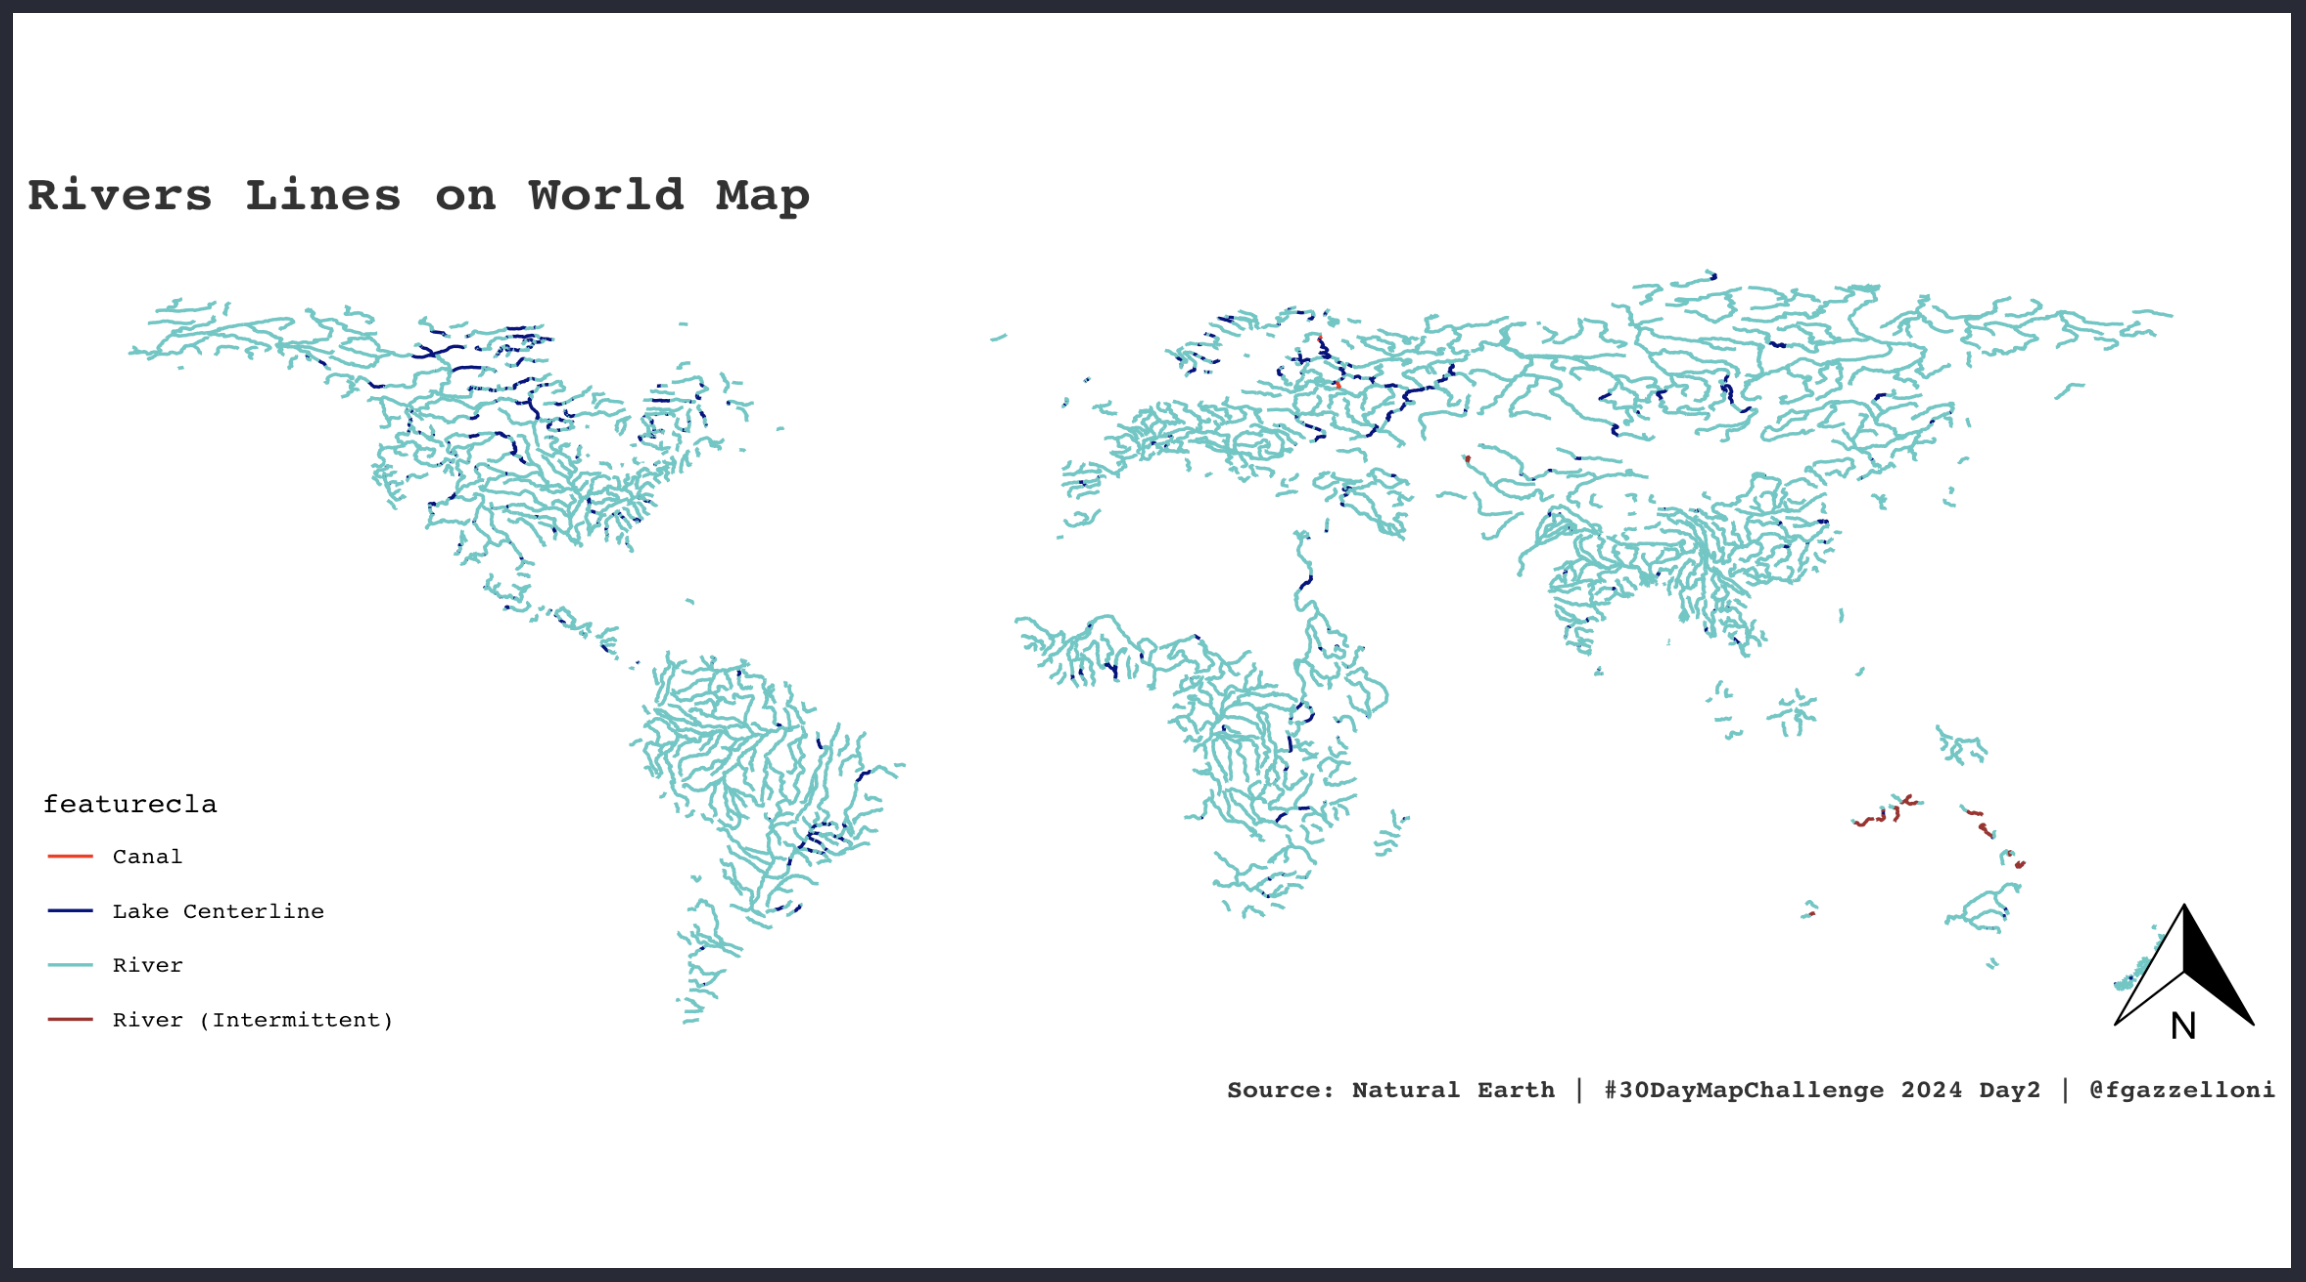 Rivers Lines on World Map
featurecla
Canal
Lake Centerline
River
River (Intermittent)
N
Source: Natural Earth | #30DayMapChallenge 2024 Day2 | @fgazzelloni